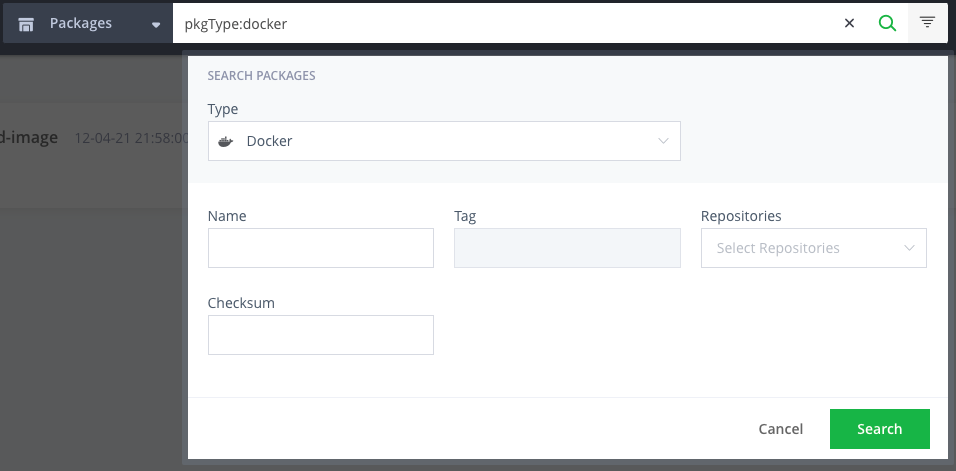 Packages pkgType:docker
SEARCH PACKAGES
Type
d-image 12-04-21 21:58:00 Docker
Name Tag Repositories
Select Repositories
Checksum
Cancel Search